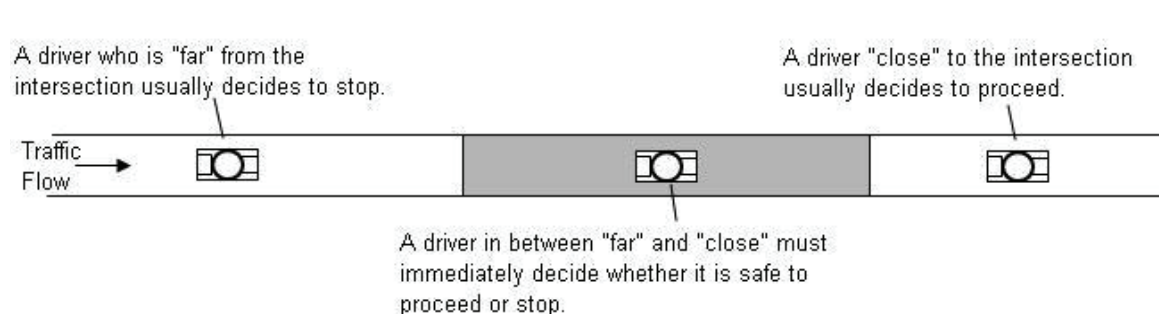 A driver who is "far" from the
intersection usually decides to stop.
A driver "close" to the intersection
usually decides to proceed.
Traffic
Flow
A driver in between "far" and "close" must
immediately decide whether it is safe to
proceed or stop.